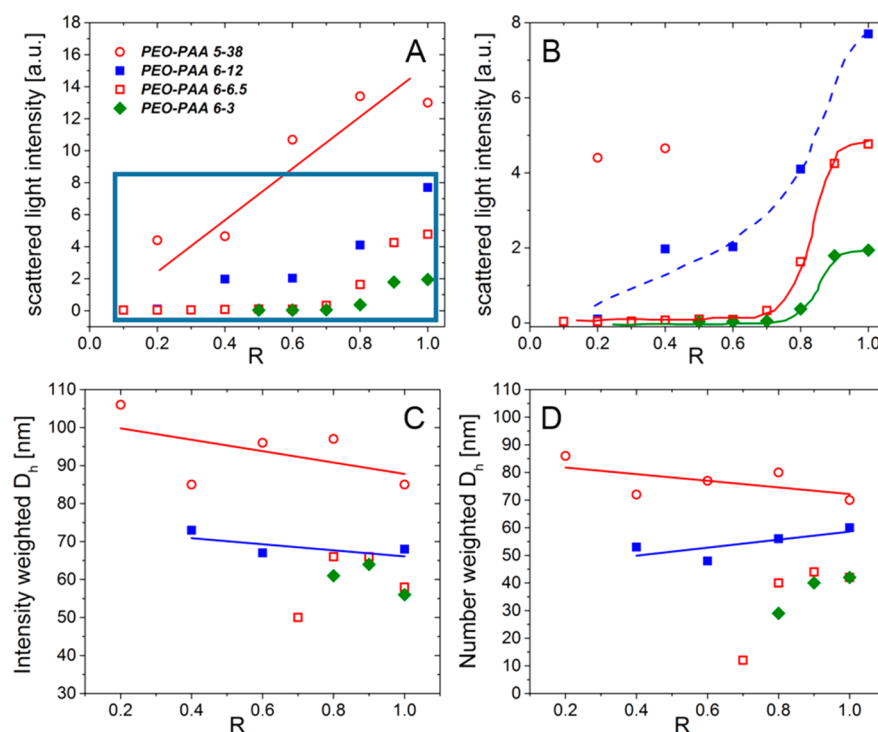 A
scattered light intensity [a.u.]
18
16
14
12
10
8
6
4
2
0
PEO-PAA 5-38
PEO-PAA 6-12
PEO-PAA 6-6.5
PEO-PAA 6-3
0.0 0.2 0.4 0.6 0.8 1.0
R
B
scattered light intensity [a.u.]
8
6
4
2
0
0.0 0.2 0.4 0.6 0.8 1.0
R
C
Intensity weighted Dh [nm]
110
100
90
80
70
60
50
40
30
0.2 0.4 0.6 0.8 1.0
R
D
Number weighted Dh [nm]
110
100
90
80
70
60
50
40
30
20
10
0
0.2 0.4 0.6 0.8 1.0
R